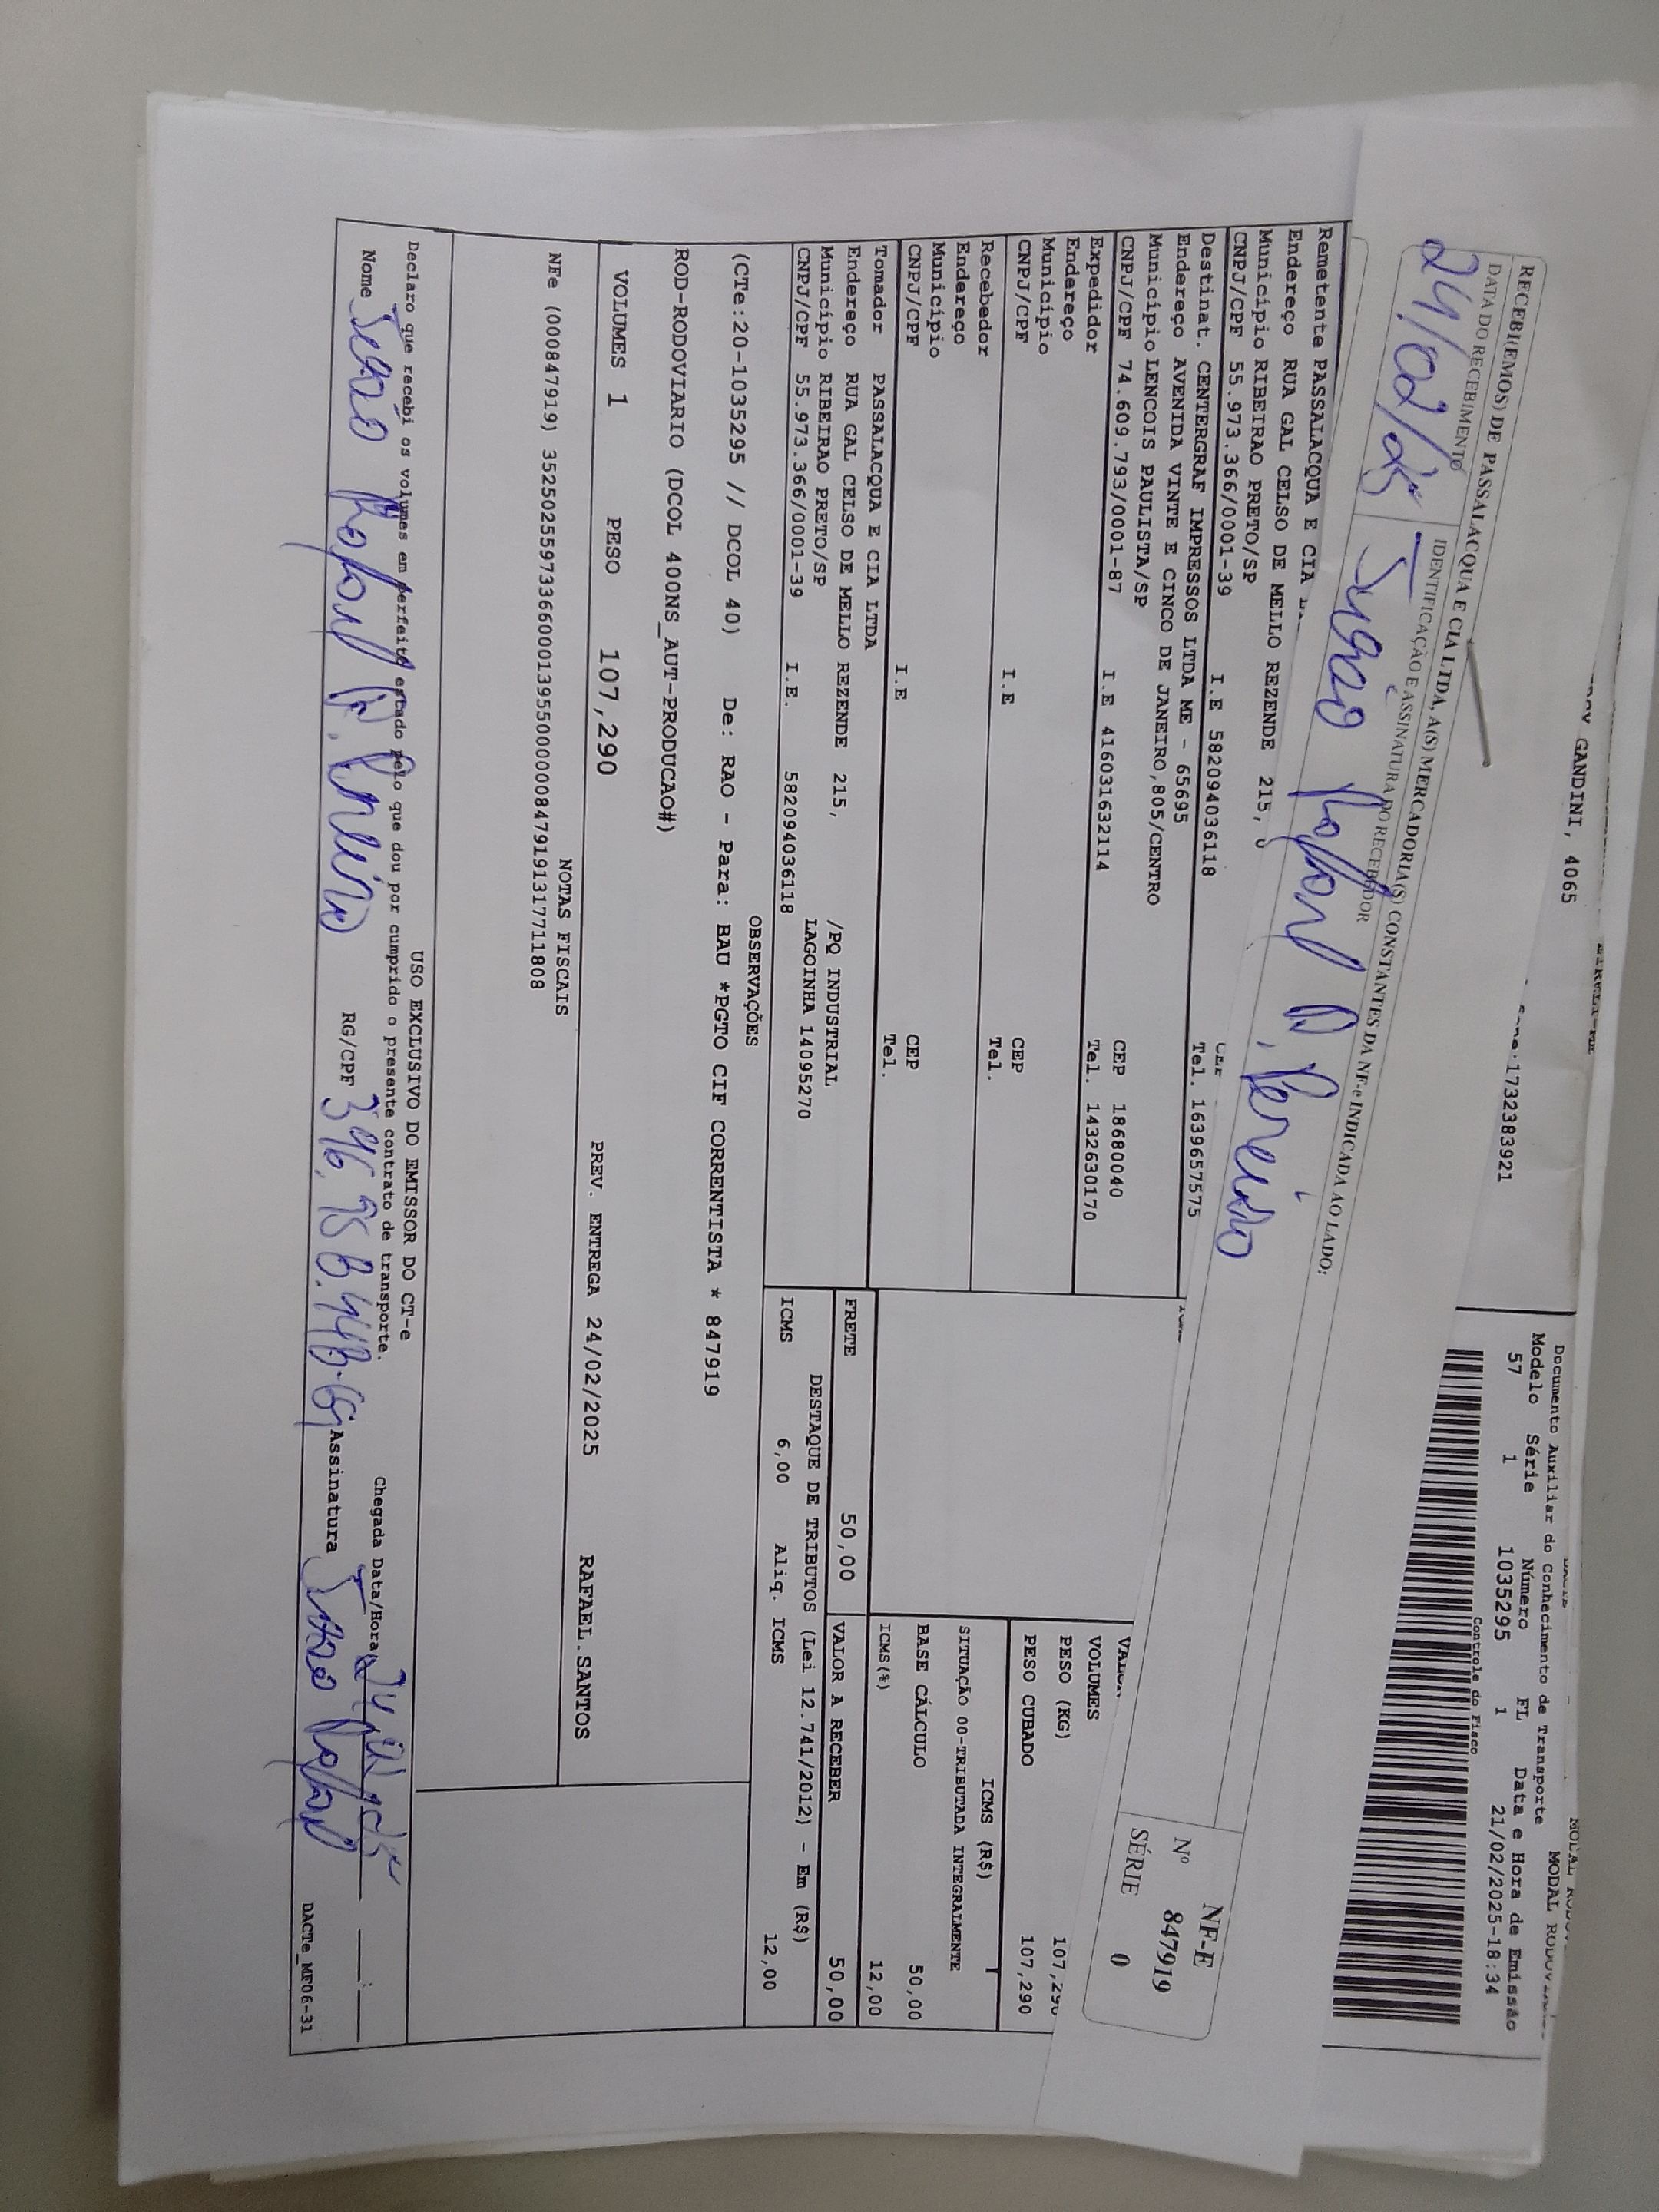 GANDINI, 4065
:1732383921
MODAL
Documento Auxiliar do Conhecimento de Transporte
Modelo Série Número FL Data e Hora de Emissão
57 1 1035295 1 21/02/2025-18:34
Controle do Fisco
RECEBI(EMOS) DE PASSALACQUA E CIA LTDA, A(S) MERCADORIA(S) CONSTANTES DA NF-e INDICADA AO LADO:
DATA DO RECEBIMENTO IDENTIFICAÇÃO E ASSINATURA DO RECEBEDOR
24/02/25
NF-E
Nº 847919
SÉRIE 0
Remetente PASSALACQUA E CIA
Endereço RUA GAL CELSO DE MELLO REZENDE 215,
Município RIBEIRAO PRETO/SP
CNPJ/CPF 55.973.366/0001-39 I.E 582094036118 Tel. 1639657575
Destinat. CENTERGRAF IMPRESSOS LTDA ME - 65695
Endereço AVENIDA VINTE E CINCO DE JANEIRO,805/CENTRO
Município LENCOIS PAULISTA/SP CEP 18680040
CNPJ/CPF 74.609.793/0001-87 I.E 416031632114 Tel. 1432630170
Expedidor
Endereço
Município CEP
CNPJ/CPF I.E Tel.
Recebedor
Endereço
Município CEP
CNPJ/CPF I.E Tel.
Tomador PASSALACQUA E CIA LTDA
Endereço RUA GAL CELSO DE MELLO REZENDE 215, /PQ INDUSTRIAL
Município RIBEIRAO PRETO/SP LAGOINHA 14095270
CNPJ/CPF 55.973.366/0001-39 I.E. 582094036118
VOLUMES
PESO (KG) 107,290
PESO CUBADO 107,290
ICMS (R$)
SITUAÇÃO 00-TRIBUTADA INTEGRALMENTE
BASE CÁLCULO 50,00
ICMS(%) 12,00
FRETE 50,00 VALOR A RECEBER 50,00
DESTAQUE DE TRIBUTOS (Lei 12.741/2012) - Em (R$)
ICMS 6,00 Aliq. ICMS 12,00
OBSERVAÇÕES
(CTe:20-1035295 // DCOL 40) De: RAO - Para: BAU *PGTO CIF CORRENTISTA * 847919
ROD-RODOVIARIO (DCOL 400NS_AUT-PRODUCAO#)
VOLUMES 1 PESO 107,290 PREV. ENTREGA 24/02/2025 RAFAEL.SANTOS
NOTAS FISCAIS
NFe (000847919) 35250255973366000139550000008479191317711808
USO EXCLUSIVO DO EMISSOR DO CT-e
Declaro que recebi os volumes em perfeito estado pelo que dou por cumprido o presente contrato de transporte.
Chegada Data/Hora
Nome RG/CPF Assinatura
DACTe_MF06-31